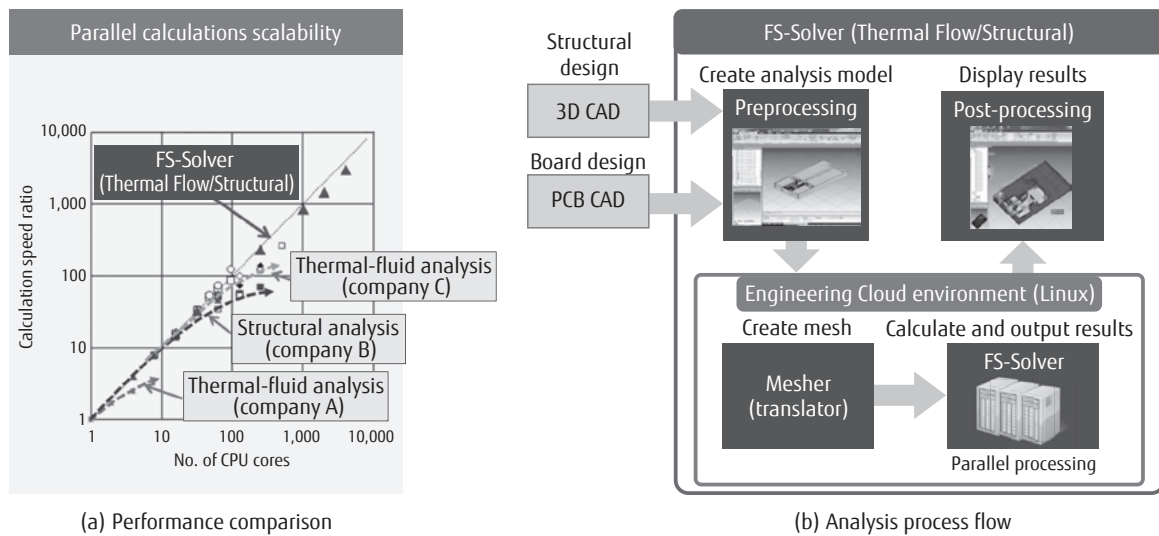 Parallel calculations scalability
10,000
1,000
100
10
1
Calculation speed ratio
FS-Solver
(Thermal Flow/Structural)
Thermal-fluid analysis
(company C)
Structural analysis
(company B)
Thermal-fluid analysis
(company A)
1
10
100
1,000
10,000
No. of CPU cores
(a) Performance comparison
Structural
design
3D CAD
Board design
PCB CAD
FS-Solver (Thermal Flow/Structural)
Create analysis model
Preprocessing
Display results
Post-processing
Engineering Cloud environment (Linux)
Create mesh
Mesher
(translator)
Calculate and output results
FS-Solver
Parallel processing
(b) Analysis process flow